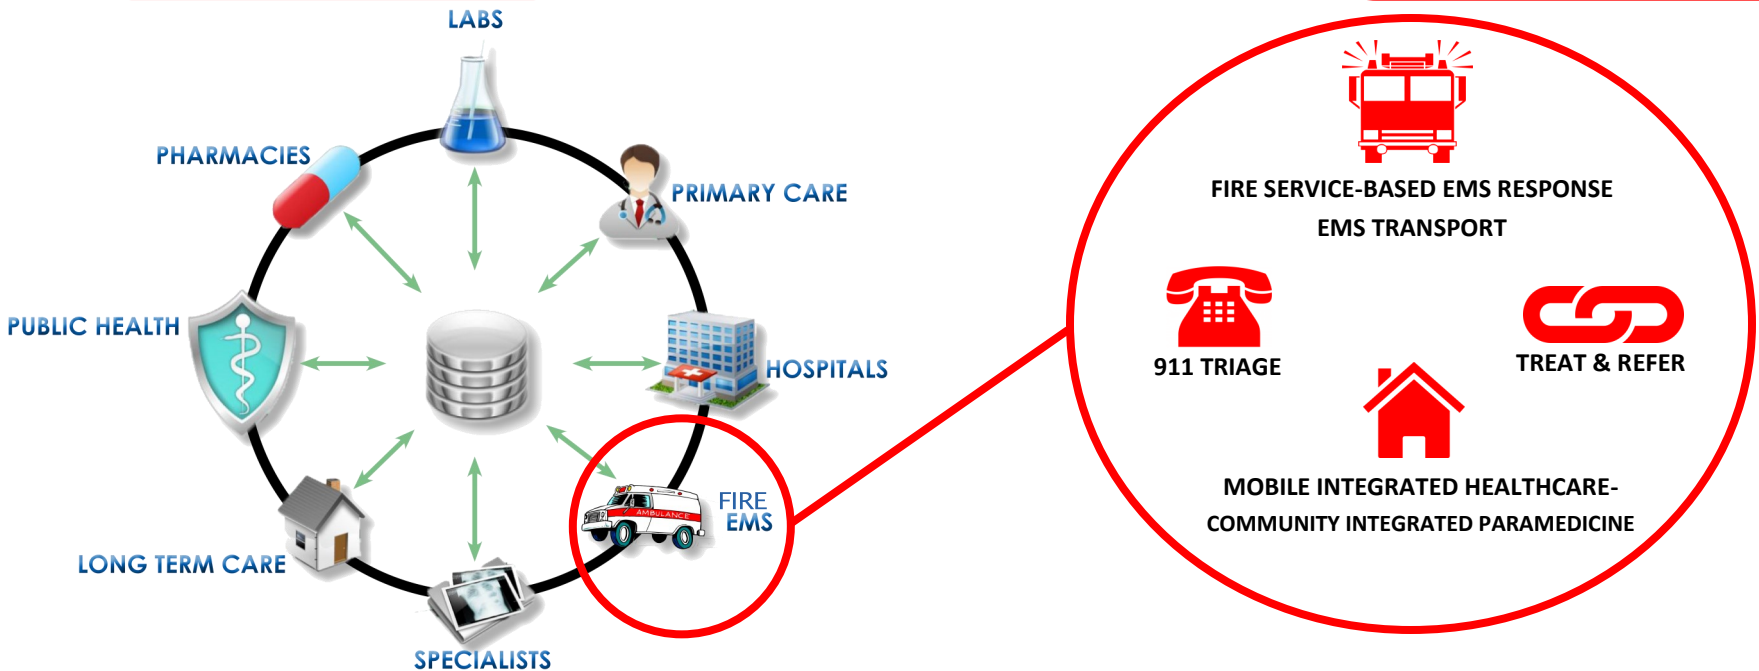 LABS
PHARMACIES
PRIMARY CARE
PUBLIC HEALTH
HOSPITALS
AMBULANCE
FIRE
EMS
LONG TERM CARE
SPECIALISTS
FIRE SERVICE-BASED EMS RESPONSE
EMS TRANSPORT
911 TRIAGE
TREAT & REFER
MOBILE INTEGRATED HEALTHCARE-
COMMUNITY INTEGRATED PARAMEDICINE